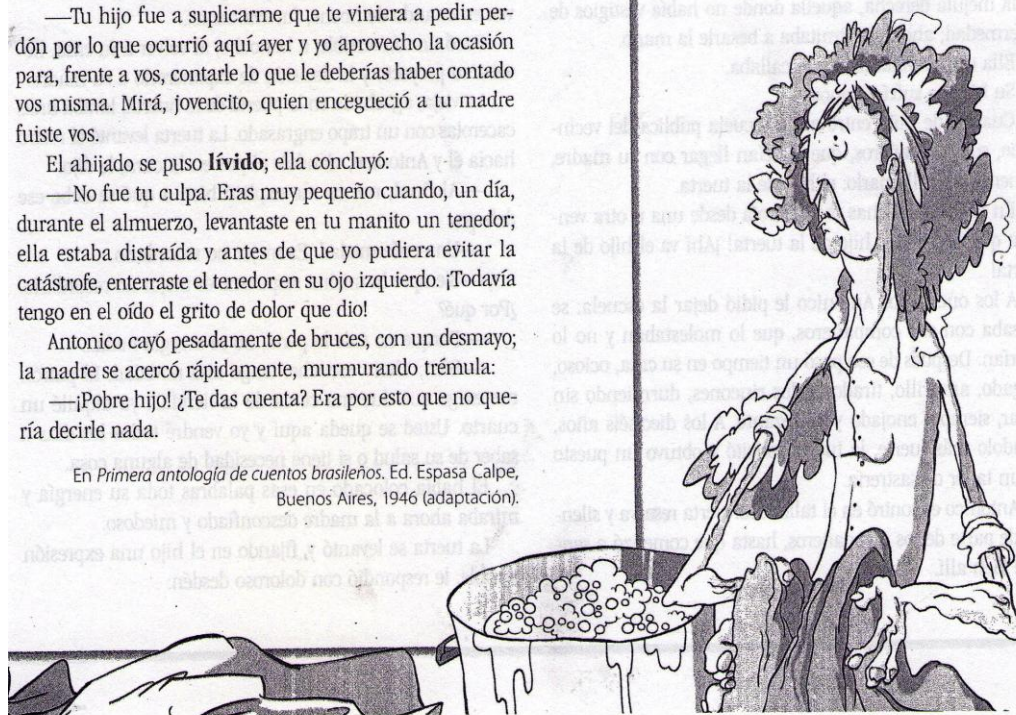 —Tu hijo fue a suplicarme que te viniera a pedir per-
dón por lo que ocurrió aquí ayer y yo aprovecho la ocasión
para, frente a vos, contarle lo que le deberías haber contado
vos misma. Mirá, jovencito, quien encegueció a tu madre
fuiste vos.
El ahijado se puso lívido; ella concluyó:
—No fue tu culpa. Eras muy pequeño cuando, un día,
durante el almuerzo, levantaste en tu manito un tenedor;
ella estaba distraída y antes de que yo pudiera evitar la
catástrofe, enterraste el tenedor en su ojo izquierdo. ¡Todavía
tengo en el oído el grito de dolor que dio!
Antonico cayó pesadamente de bruces, con un desmayo;
la madre se acercó rápidamente, murmurando trémula:
—¡Pobre hijo! ¿Te das cuenta? Era por esto que no que-
ría decirle nada.
En Primera antología de cuentos brasileños. Ed. Espasa Calpe,
Buenos Aires, 1946 (adaptación).